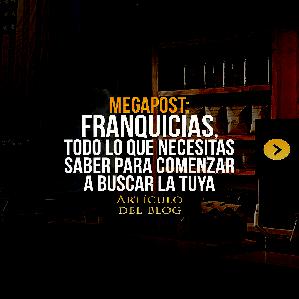 MEGAPOST:
FRANQUICIAS,
TODO LO QUE NECESITAS
SABER PARA COMENZAR
A BUSCAR LA TUYA
ARTÍCULO
DEL BLOG